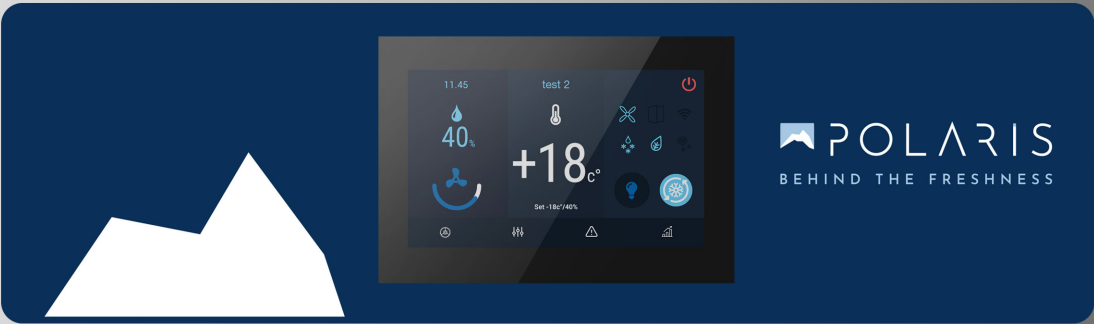 11.45
test 2
40%
+18c°
Set -18c°/40%
POLARIS
BEHIND THE FRESHNESS